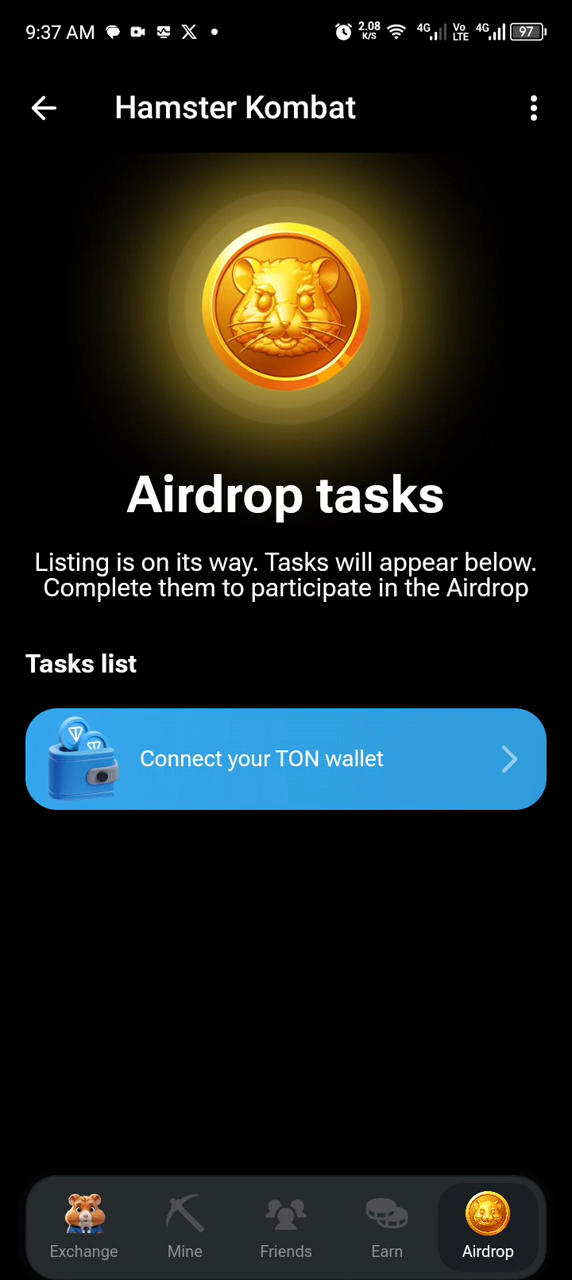 9:37 AM 2.08 K/S 4G Vo LTE 4G 97
Hamster Kombat
Airdrop tasks
Listing is on its way. Tasks will appear below.
Complete them to participate in the Airdrop
Tasks list
Connect your TON wallet
Exchange Mine Friends Earn Airdrop